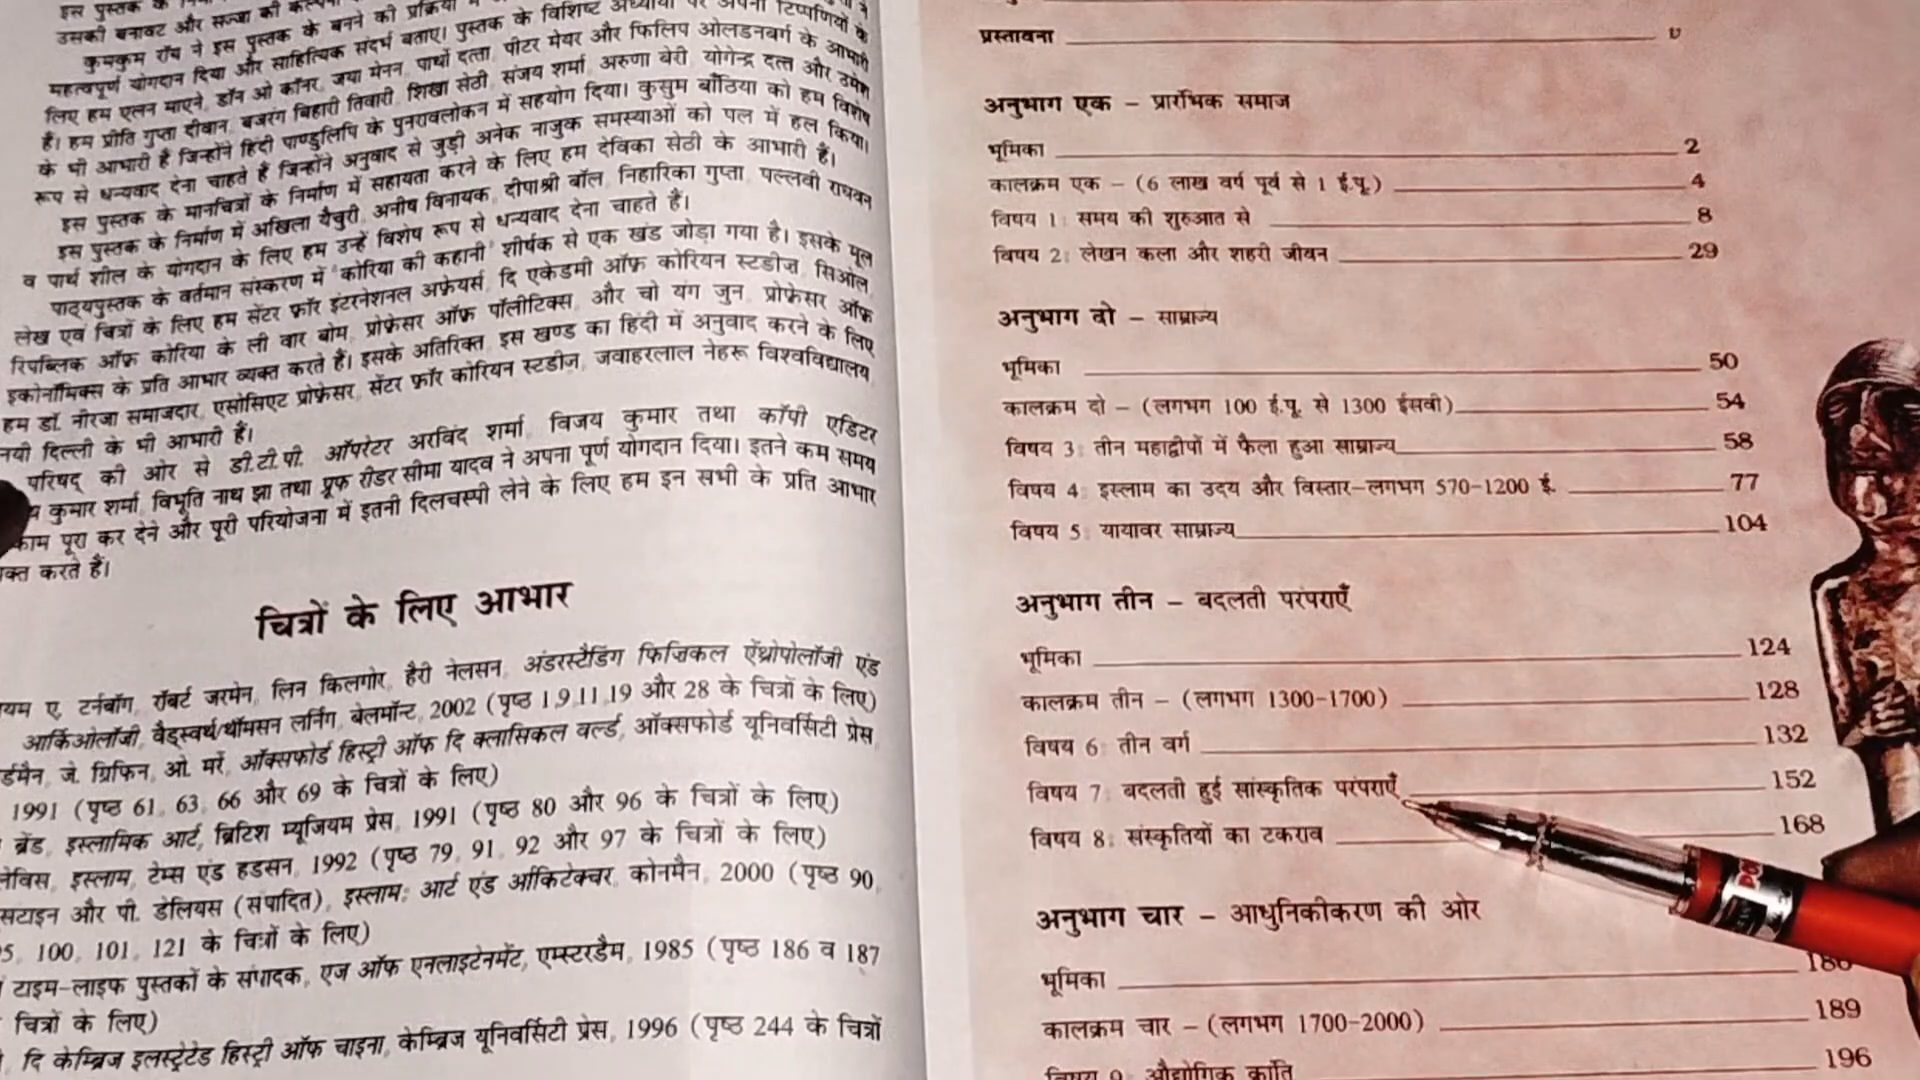 इस पुस्तक के
उसकी बनावट और सज्जा की
कुमकुम रॉय ने इस पुस्तक के बनने की प्रक्रिया में
महत्वपूर्ण योगदान दिया और साहित्यिक संदर्भ बताए। पुस्तक के विशिष्ट अध्यायों पर अपनी टिप्पणियों के
लिए हम एलन माएने, डॉन ओ कॉनर, जया मेनन, पार्थो दत्ता, पीटर मेयर और फिलिप ओलडनबर्ग के आभारी
हैं। हम प्रीति गुप्ता दीवान, बजरंग बिहारी तिवारी, शिखा सेठी, संजय शर्मा, अरुणा बेरी योगेन्द्र दत्त और उमेश
के भी आभारी हैं जिन्होंने हिंदी पाण्डुलिपि के पुनरावलोकन में सहयोग दिया। कुसुम बाँठिया को हम विशेष
रूप से धन्यवाद देना चाहते हैं जिन्होंने अनुवाद से जुड़ी अनेक नाजुक समस्याओं को पल में हल किया।
इस पुस्तक के मानचित्रों के निर्माण में सहायता करने के लिए हम देविका सेठी के आभारी हैं।
इस पुस्तक के निर्माण में अखिला यैचुरी, अनीष विनायक, दीपाश्री बॉल, निहारिका गुप्ता, पल्लवी राघवन
व पार्थ शील के योगदान के लिए हम उन्हें विशेष रूप से धन्यवाद देना चाहते हैं।
पाठ्यपुस्तक के वर्तमान संस्करण में 'कोरिया की कहानी' शीर्षक से एक खंड जोड़ा गया है। इसके मूल
लेख एवं चित्रों के लिए हम सेंटर फ़ॉर इंटरनेशनल अफ़ेयर्स, दि एकेडमी ऑफ़ कोरियन स्टडीज़, सिओल,
रिपब्लिक ऑफ़ कोरिया के ली वार बोम, प्रोफ़ेसर ऑफ़ पॉलीटिक्स, और चो यंग जुन, प्रोफ़ेसर ऑफ़
इकोनॉमिक्स के प्रति आभार व्यक्त करते हैं। इसके अतिरिक्त इस खण्ड का हिंदी में अनुवाद करने के लिए
हम डॉ. नीरजा समाजदार, एसोसिएट प्रोफ़ेसर, सेंटर फ़ॉर कोरियन स्टडीज़, जवाहरलाल नेहरू विश्वविद्यालय
नयी दिल्ली के भी आभारी हैं।
परिषद् की ओर से डी.टी.पी. ऑपरेटर अरविंद शर्मा, विजय कुमार तथा कॉपी एडिटर
कुमार शर्मा, विभूति नाथ झा तथा प्रूफ रीडर सीमा यादव ने अपना पूर्ण योगदान दिया। इतने कम समय
काम पूरा कर देने और पूरी परियोजना में इतनी दिलचस्पी लेने के लिए हम इन सभी के प्रति आभार
क्त करते हैं।
चित्रों के लिए आभार
यम ए. टर्नबॉग, रॉबर्ट जरमेन, लिन किलगोर, हैरी नेलसन, अंडरस्टैडिंग फिज़िकल ऐंथ्रोपोलॉजी एंड
आर्किओलॉजी, वैड्स्वर्थ/थॉमसन लर्निंग, बेलमॉन्ट, 2002 (पृष्ठ 1,9,11,19 और 28 के चित्रों के लिए)
र्डमैन, जे. ग्रिफिन, ओ. मरें, ऑक्सफोर्ड हिस्ट्री ऑफ दि क्लासिकल वर्ल्ड, ऑक्सफोर्ड यूनिवर्सिटी प्रेस,
1991 (पृष्ठ 61, 63, 66 और 69 के चित्रों के लिए)
ब्रेंड, इस्लामिक आर्ट, ब्रिटिश म्यूजियम प्रेस, 1991 (पृष्ठ 80 और 96 के चित्रों के लिए)
लेविस, इस्लाम, टेम्स एंड हडसन, 1992 (पृष्ठ 79, 91, 92 और 97 के चित्रों के लिए)
सटाइन और पी. डेलियस (संपादित), इस्लाम: आर्ट एंड आर्किटेक्चर, कोनमैन, 2000 (पृष्ठ 90,
5, 100, 101, 121 के चित्रों के लिए)
टाइम-लाइफ पुस्तकों के संपादक, एज ऑफ एनलाइटेनमेंट, एम्स्टरडैम, 1985 (पृष्ठ 186 व 187
चित्रों के लिए)
दि केम्ब्रिज इलस्ट्रेटेड हिस्ट्री ऑफ चाइना, केम्ब्रिज यूनिवर्सिटी प्रेस, 1996 (पृष्ठ 244 के चित्रों
प्रस्तावना
अनुभाग एक – प्रारंभिक समाज
भूमिका 2
कालक्रम एक – (6 लाख वर्ष पूर्व से 1 ई.पू.) 4
विषय 1: समय की शुरुआत से 8
विषय 2: लेखन कला और शहरी जीवन 29
अनुभाग दो – साम्राज्य
भूमिका 50
कालक्रम दो – (लगभग 100 ई.पू. से 1300 ईसवी) 54
विषय 3: तीन महाद्वीपों में फैला हुआ साम्राज्य 58
विषय 4: इस्लाम का उदय और विस्तार–लगभग 570-1200 ई. 77
विषय 5: यायावर साम्राज्य 104
अनुभाग तीन – बदलती परंपराएँ
भूमिका 124
कालक्रम तीन – (लगभग 1300-1700) 128
विषय 6: तीन वर्ग 132
विषय 7: बदलती हुई सांस्कृतिक परंपराएँ 152
विषय 8: संस्कृतियों का टकराव 168
अनुभाग चार – आधुनिकीकरण की ओर
भूमिका
कालक्रम चार – (लगभग 1700-2000) 189
विषय 9: औद्योगिक क्रांति 196